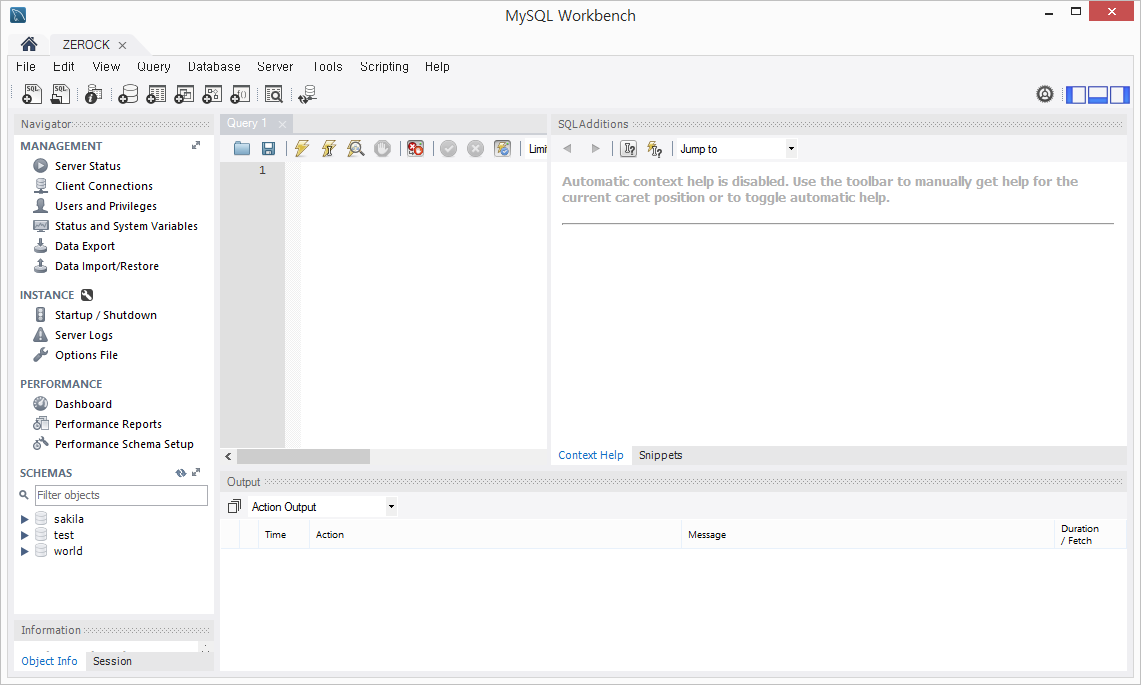 MySQL Workbench
ZEROCK
File Edit View Query Database Server Tools Scripting Help
Navigator
MANAGEMENT
Server Status
Client Connections
Users and Privileges
Status and System Variables
Data Export
Data Import/Restore
INSTANCE
Startup / Shutdown
Server Logs
Options File
PERFORMANCE
Dashboard
Performance Reports
Performance Schema Setup
SCHEMAS
Filter objects
sakila
test
world
Information
Object Info Session
Query 1
Limi
1
SQLAdditions
Jump to
Automatic context help is disabled. Use the toolbar to manually get help for the
current caret position or to toggle automatic help.
Context Help Snippets
Output
Action Output
Time Action Message Duration
/ Fetch